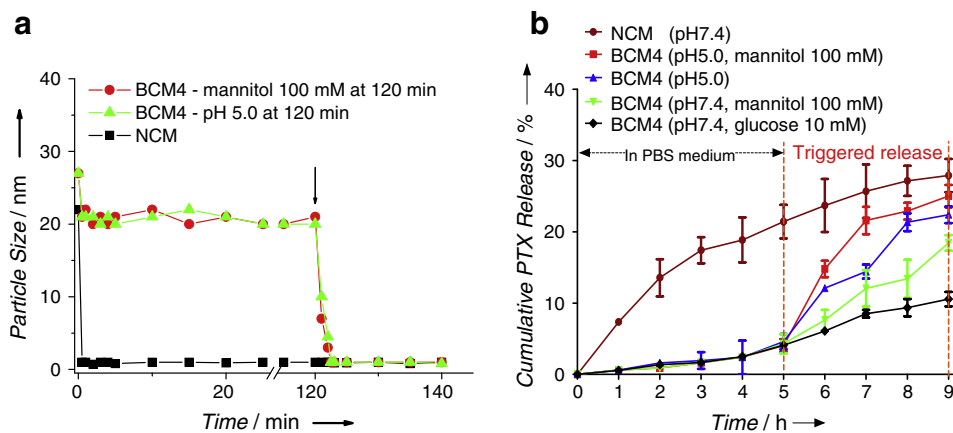 a
Particle Size / nm
40
30
20
10
0
BCM4 - mannitol 100 mM at 120 min
BCM4 - pH 5.0 at 120 min
NCM
0
20
120
140
Time / min
b
Cumulative PTX Release / %
40
30
20
10
0
NCM (pH7.4)
BCM4 (pH5.0, mannitol 100 mM)
BCM4 (pH5.0)
BCM4 (pH7.4, mannitol 100 mM)
BCM4 (pH7.4, glucose 10 mM)
In PBS medium
Triggered release
0 1 2 3 4 5 6 7 8 9
Time / h